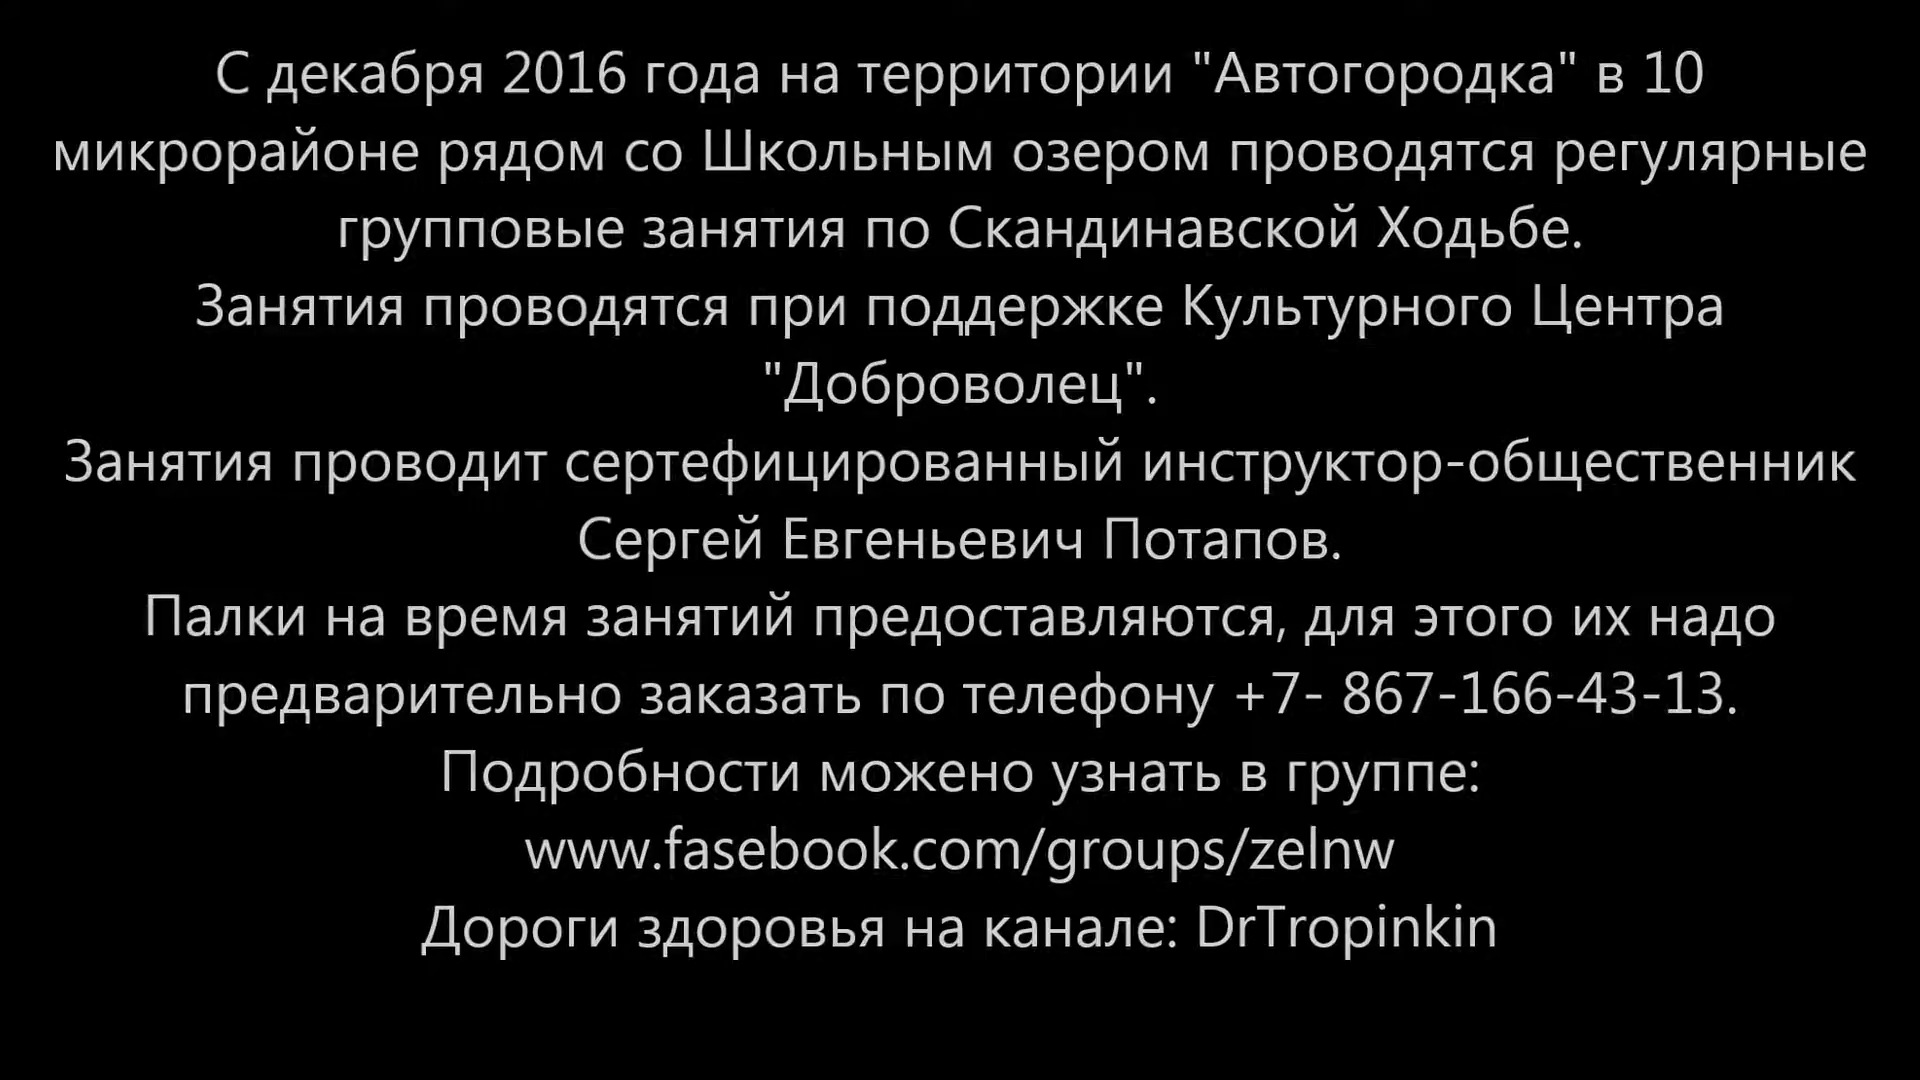 С декабря 2016 года на территории "Автогородка" в 10
микрорайоне рядом со Школьным озером проводятся регулярные
групповые занятия по Скандинавской Ходьбе.
Занятия проводятся при поддержке Культурного Центра
"Доброволец".
Занятия проводит сертефицированный инструктор-общественник
Сергей Евгеньевич Потапов.
Палки на время занятий предоставляются, для этого их надо
предварительно заказать по телефону +7- 867-166-43-13.
Подробности можено узнать в группе:
www.fasebook.com/groups/zelnw
Дороги здоровья на канале: DrTropinkin